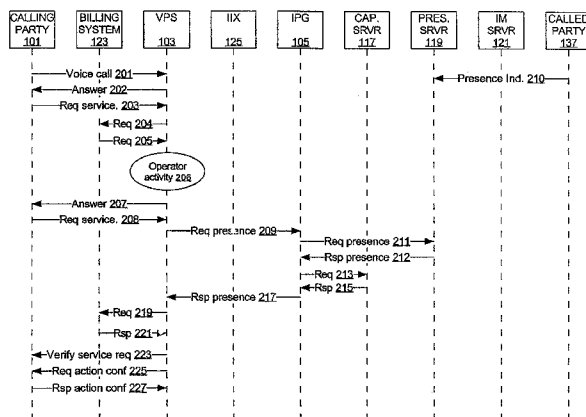 CALLING
PARTY
101
BILLING
SYSTEM
123
VPS
103
IIX
125
IPG
105
CAP.
SRVR
117
PRES.
SRVR
119
IM
SRVR
121
CALLED
PARTY
137
Voice call 201
Presence Ind. 210
Answer 202
Req service. 203
Req 204
Req 205
Operator
activity 206
Answer 207
Req service. 208
Req presence 209
Req presence 211
Rsp presence 212
Req 213
Rsp 215
Rsp presence 217
Req 219
Rsp 221
Verify service req 223
Req action conf 225
Rsp action conf 227